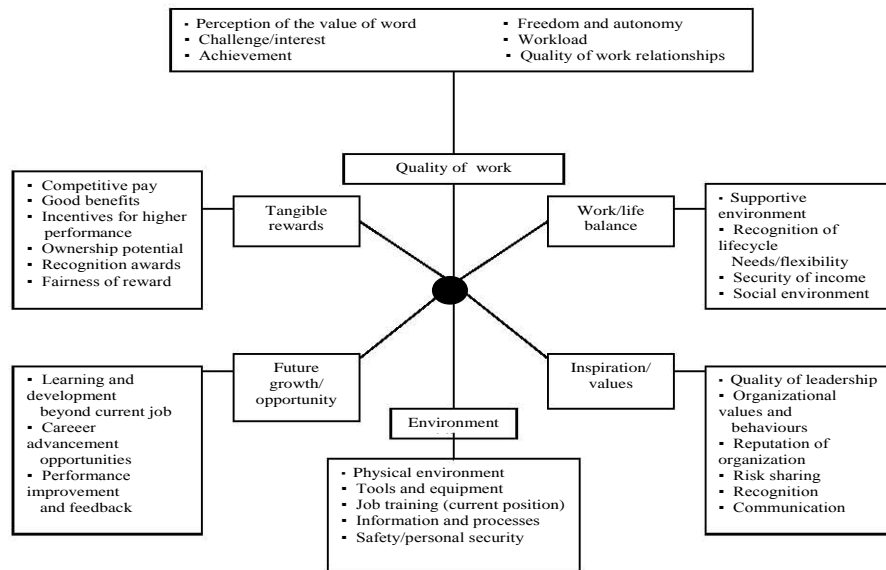 ▪ Perception of the value of word
▪ Challenge/interest
▪ Achievement
▪ Freedom and autonomy
▪ Workload
▪ Quality of work relationships
Quality of work
▪ Competitive pay
▪ Good benefits
▪ Incentives for higher
performance
▪ Ownership potential
▪ Recognition awards
▪ Fairness of reward
Tangible
rewards
Work/life
balance
▪ Supportive
environment
▪ Recognition of
lifecycle
Needs/flexibility
▪ Security of income
▪ Social environment
▪ Learning and
development
beyond current job
▪ Careeer
advancement
opportunities
▪ Performance
improvement
and feedback
Future
growth/
opportunity
Environment
▪ Physical environment
▪ Tools and equipment
▪ Job training (current position)
▪ Information and processes
▪ Safety/personal security
Inspiration/
values
▪ Quality of leadership
▪ Organizational
values and
behaviours
▪ Reputation of
organization
▪ Risk sharing
▪ Recognition
▪ Communication